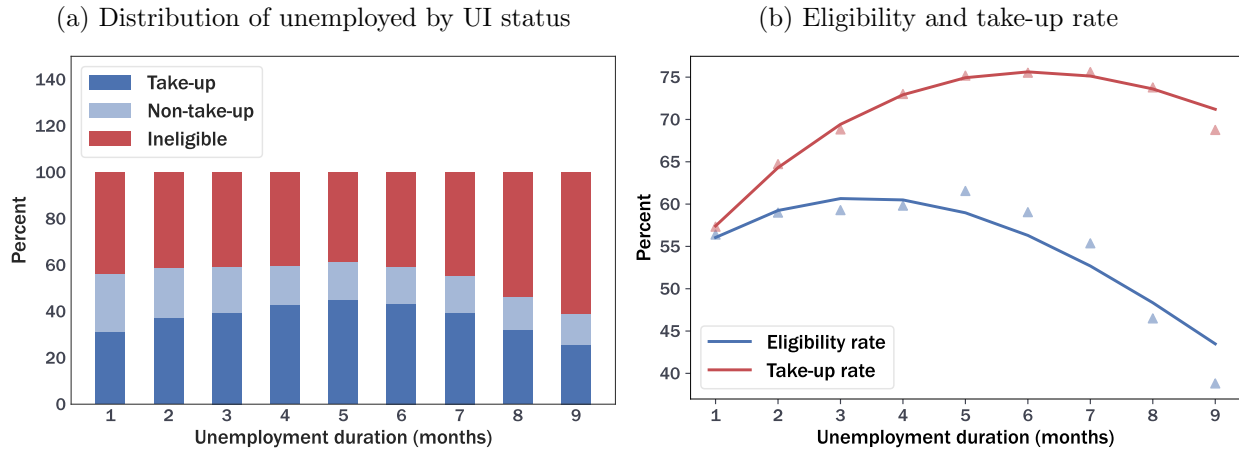 (a) Distribution of unemployed by UI status
140
120
100
80
60
40
20
0
Percent
Take-up
Non-take-up
Ineligible
1 2 3 4 5 6 7 8 9
Unemployment duration (months)
(b) Eligibility and take-up rate
75
70
65
60
55
50
45
40
Percent
Eligibility rate
Take-up rate
1 2 3 4 5 6 7 8 9
Unemployment duration (months)